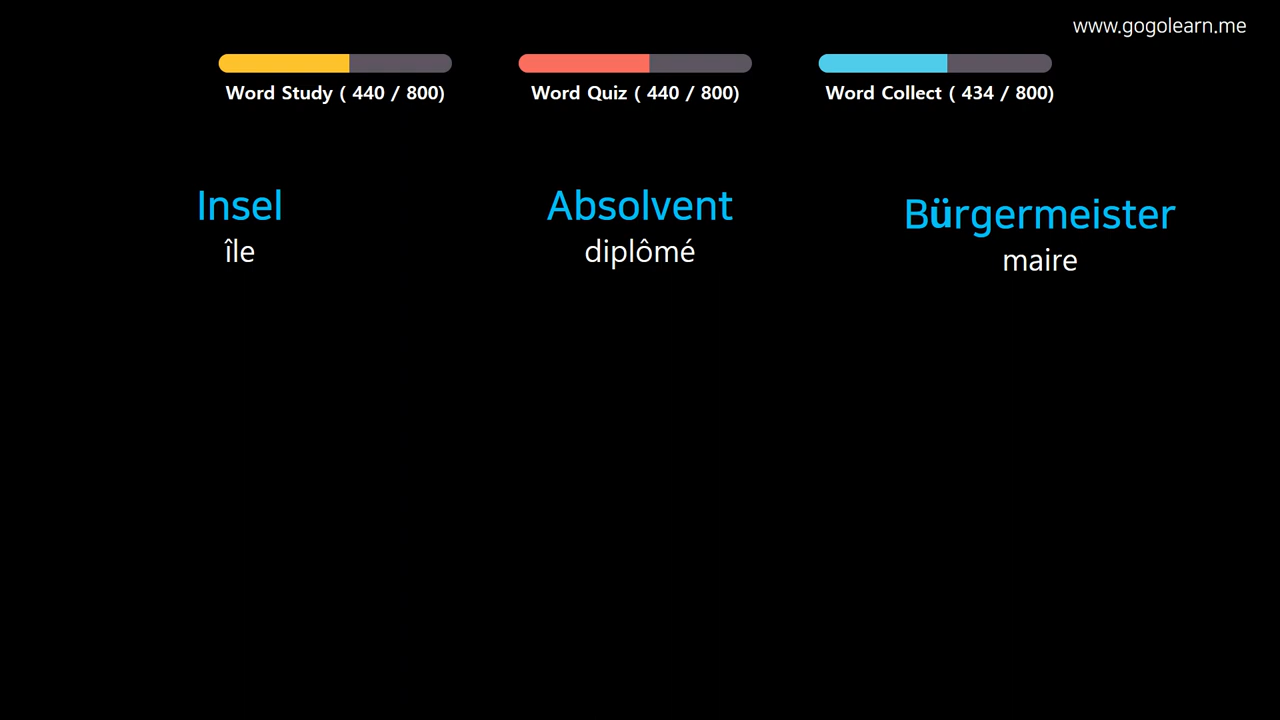 www.gogolearn.me
Word Study ( 440 / 800)
Word Quiz ( 440 / 800)
Word Collect ( 434 / 800)
Insel
île
Absolvent
diplômé
Bürgermeister
maire